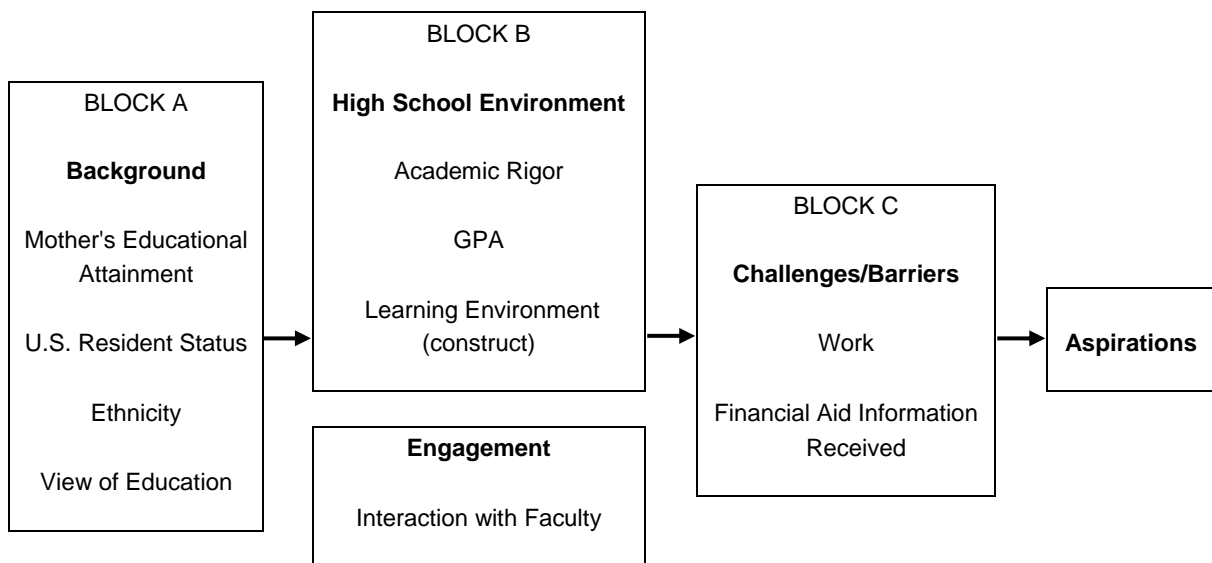 BLOCK A
Background
Mother's Educational
Attainment
U.S. Resident Status
Ethnicity
View of Education
BLOCK B
High School Environment
Academic Rigor
GPA
Learning Environment
(construct)
Engagement
Interaction with Faculty
BLOCK C
Challenges/Barriers
Work
Financial Aid Information
Received
Aspirations